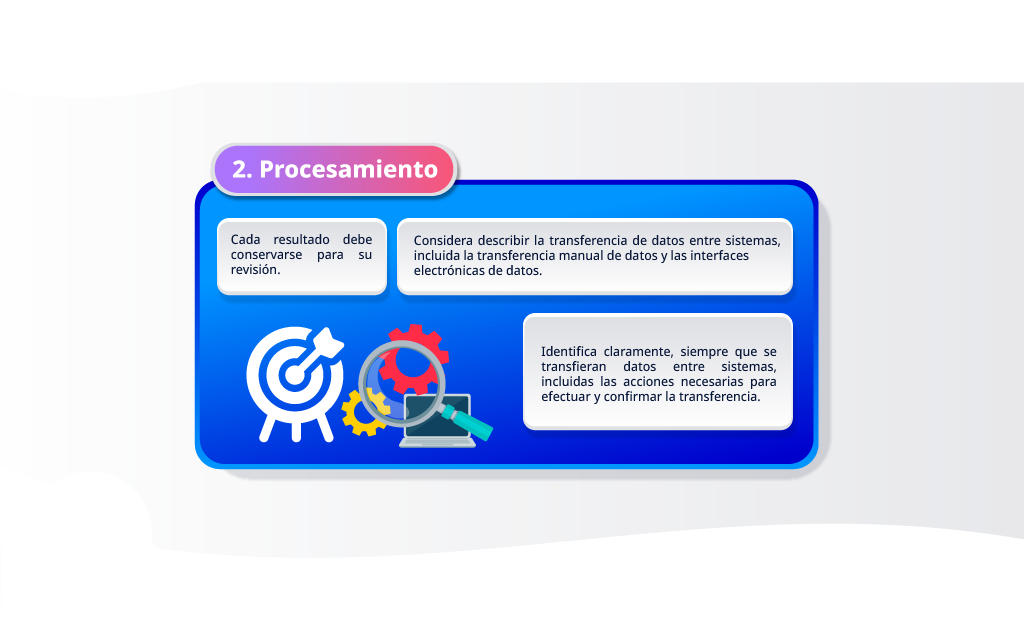 2. Procesamiento
Cada resultado debe
conservarse para su
revisión.
Considera describir la transferencia de datos entre sistemas,
incluida la transferencia manual de datos y las interfaces
electrónicas de datos.
Identifica claramente, siempre que se
transfieran datos entre sistemas,
incluidas las acciones necesarias para
efectuar y confirmar la transferencia.